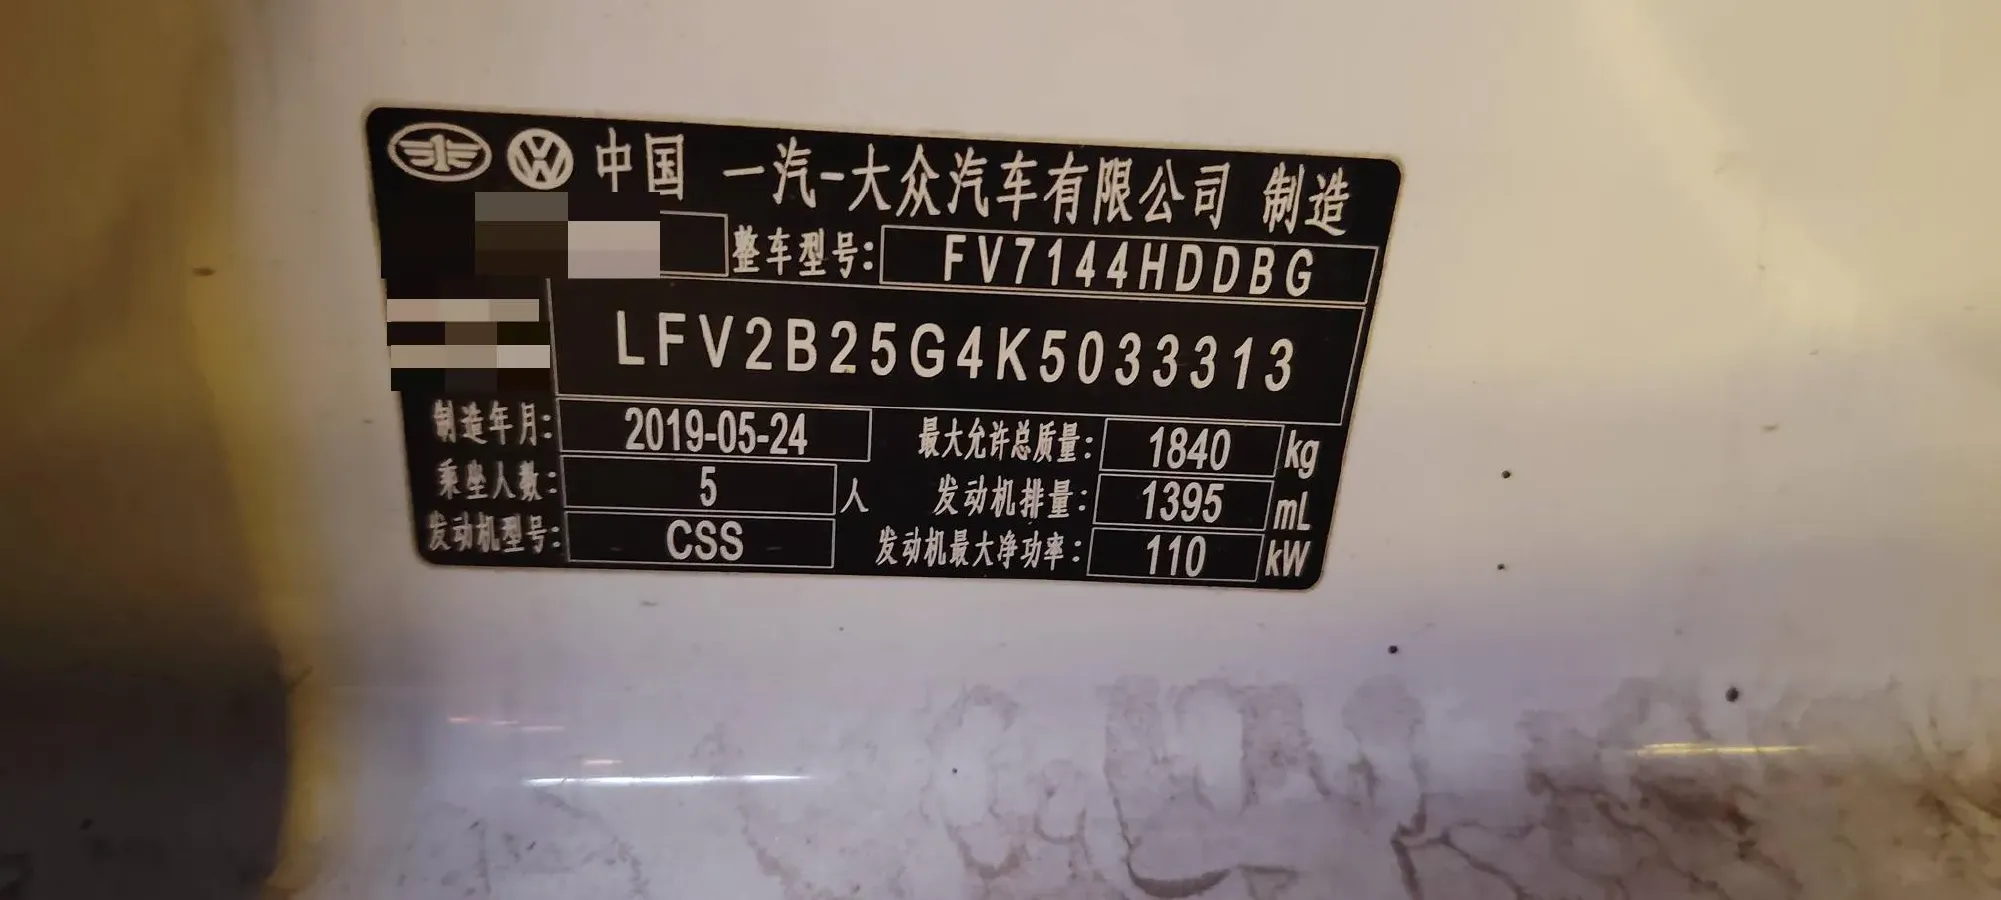 中国 一汽-大众汽车有限公司 制造
整车型号: FV7144HDDBG
LFV2B25G4K5033313
制造年月: 2019-05-24 最大允许总质量: 1840 kg
乘坐人数: 5 人 发动机排量: 1395 mL
发动机型号: CSS 发动机最大净功率: 110 kW